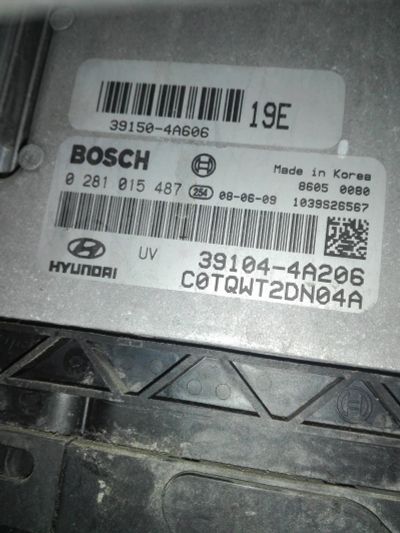 39150-4A606 19E
BOSCH
Made in Korea
0 281 015 487 254 08-06-09
8605 0080
1039S26567
HYUNDAI UV 39104-4A206
C0TQWT2DN04A